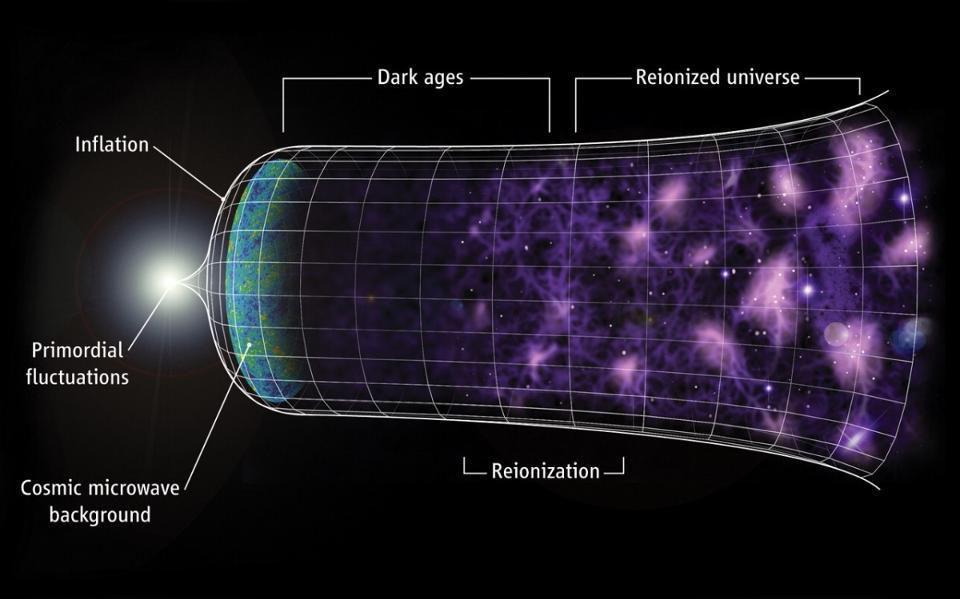 Dark ages
Reionized universe
Inflation
Primordial
fluctuations
Reionization
Cosmic microwave
background